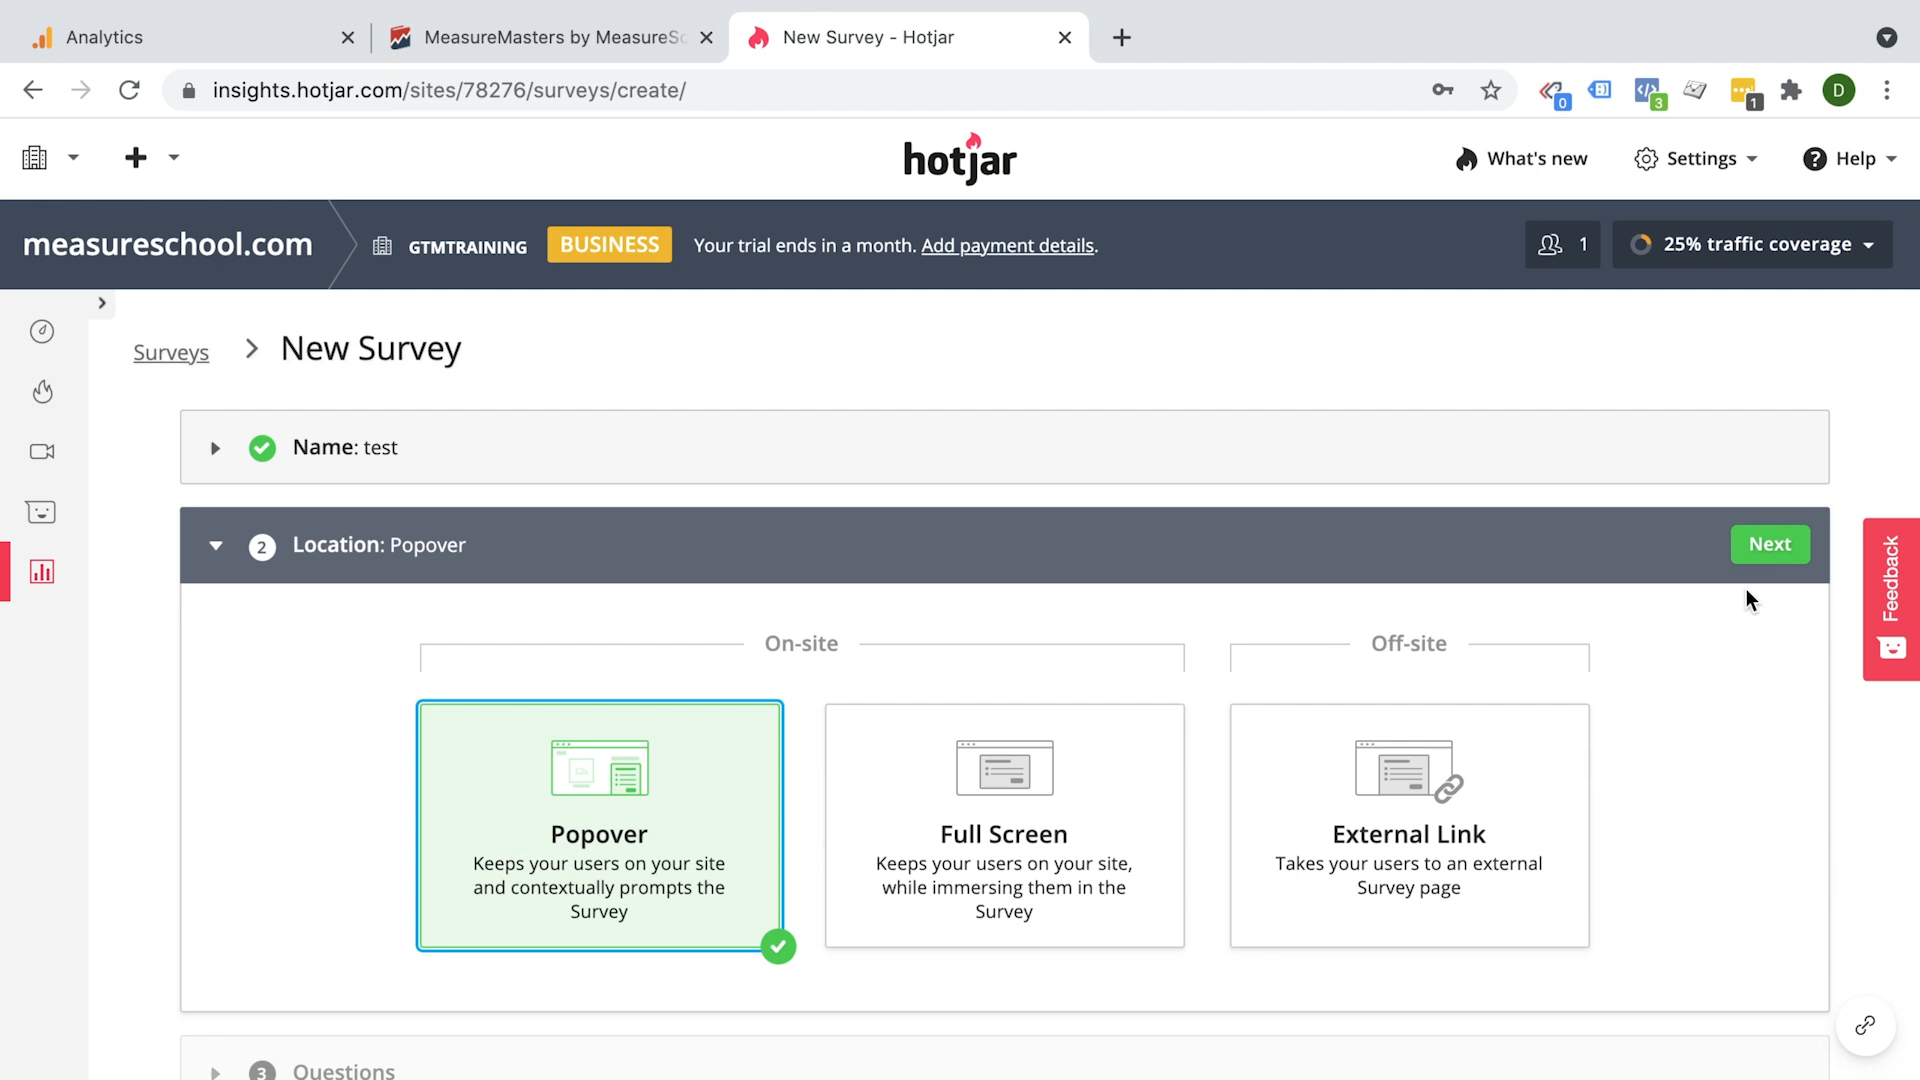 Analytics
MeasureMasters by MeasureSc
New Survey - Hotjar
insights.hotjar.com/sites/78276/surveys/create/
0
3
1
D
hotjar
What's new
Settings
Help
measureschool.com
GTMTRAINING
BUSINESS
Your trial ends in a month. Add payment details.
1
25% traffic coverage
Surveys
New Survey
Name: test
2
Location: Popover
Next
Feedback
On-site
Off-site
Popover
Keeps your users on your site
and contextually prompts the
Survey
Full Screen
Keeps your users on your site,
while immersing them in the
Survey
External Link
Takes your users to an external
Survey page
3
Questions